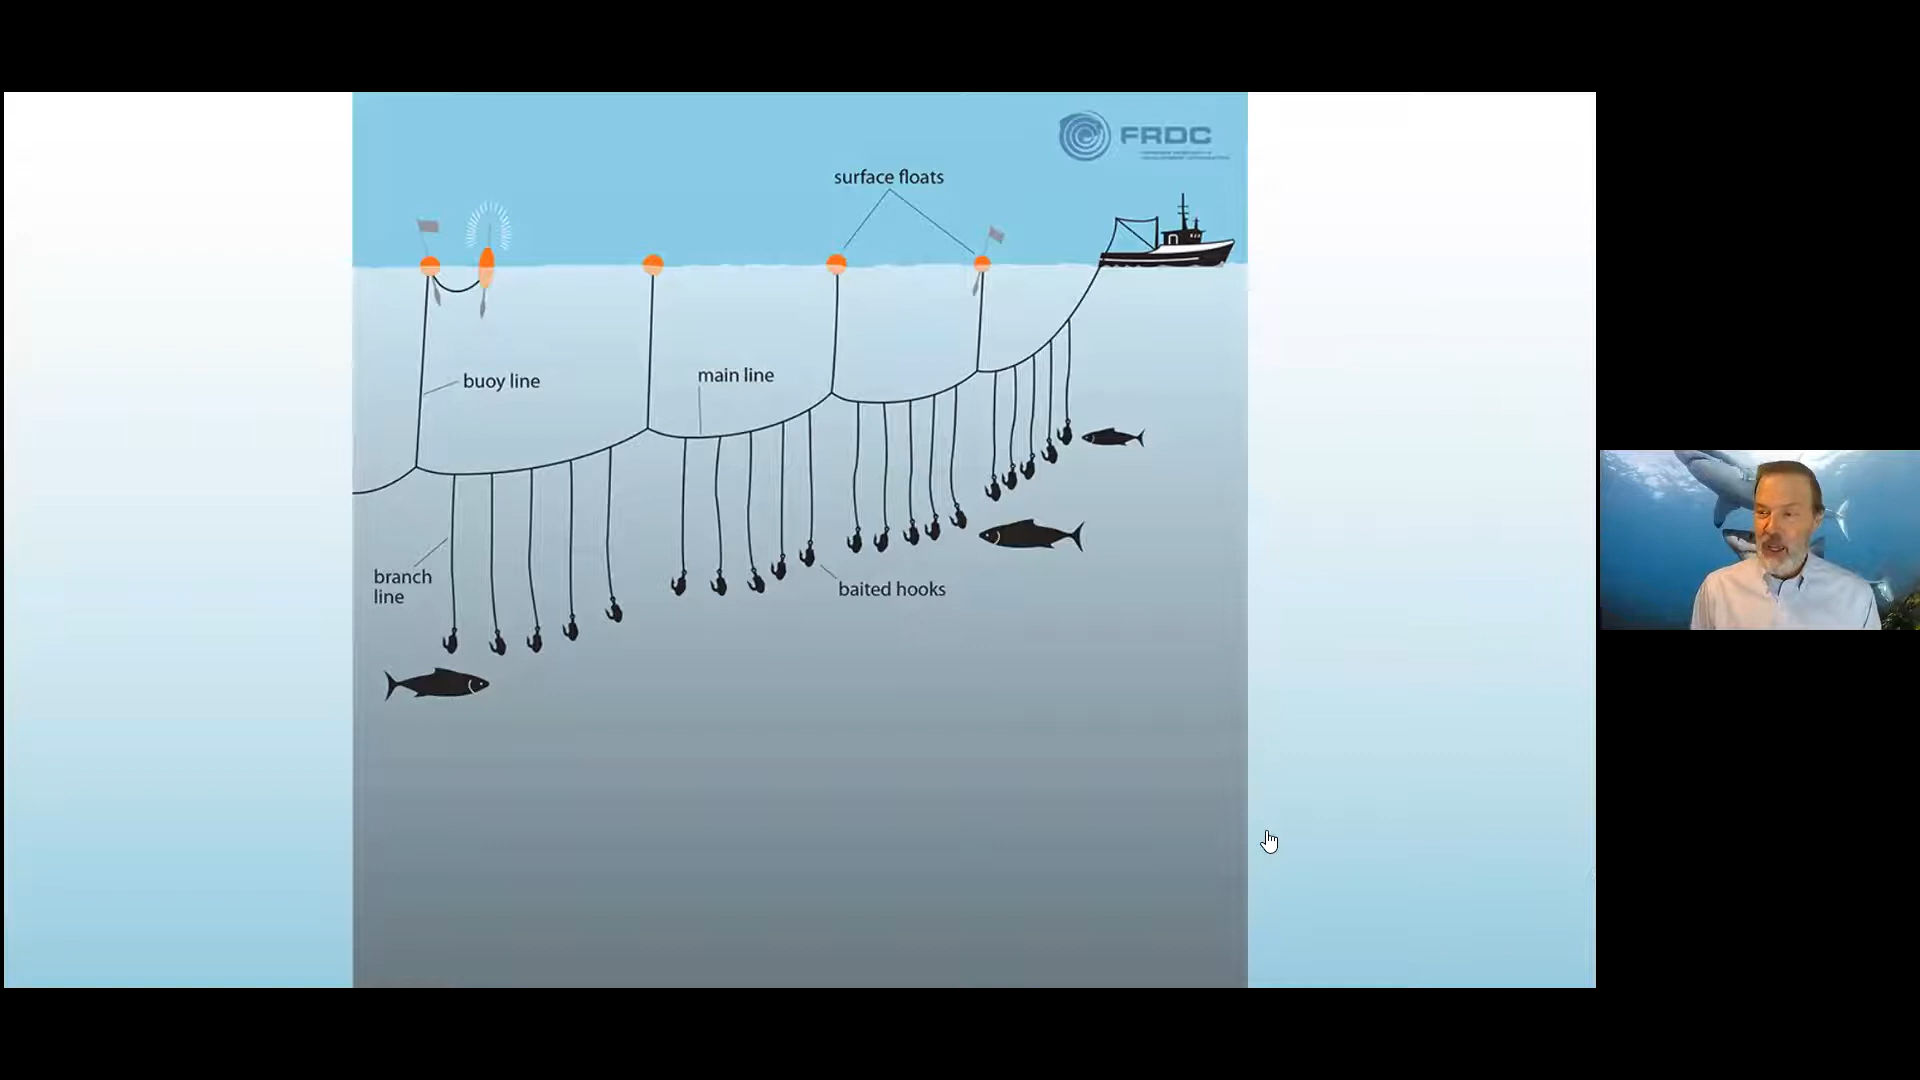 FRDC
surface floats
buoy line
main line
branch
line
baited hooks